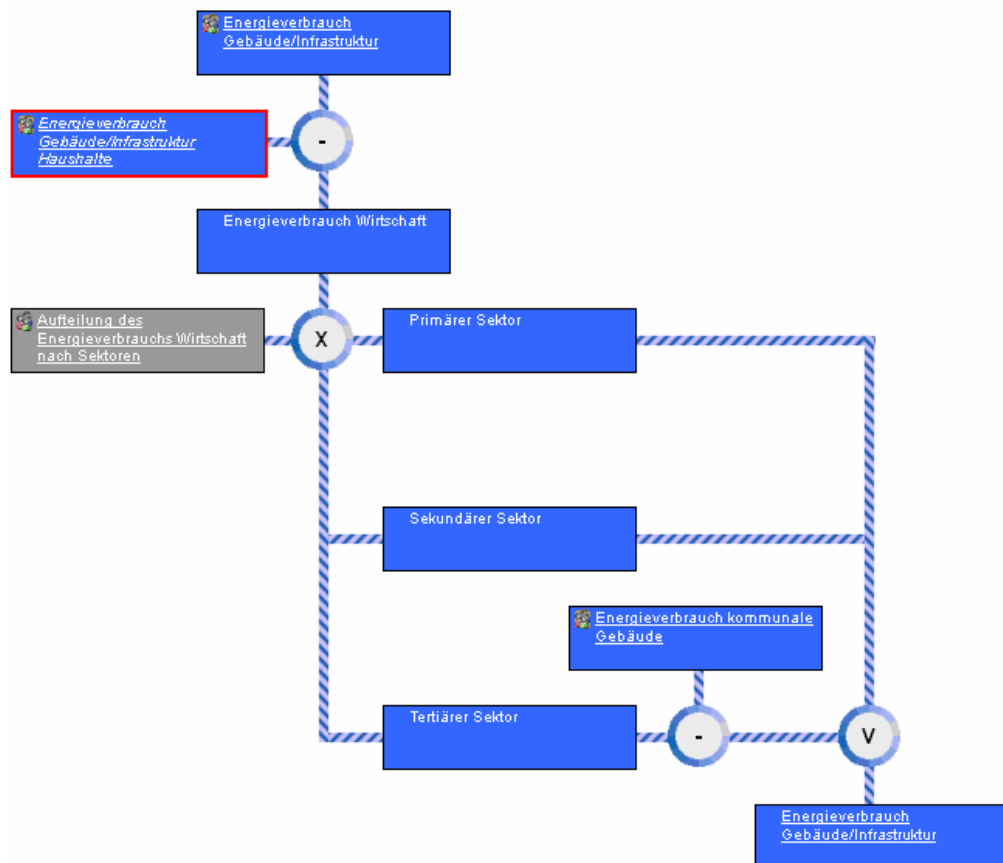 Energieverbrauch
Gebäude/Infrastruktur
-
Energieverbrauch
Gebäude/Infrastruktur
Haushalte
Energieverbrauch Wirtschaft
Aufteilung des
Energieverbrauchs Wirtschaft
nach Sektoren
X
Primärer Sektor
Sekundärer Sektor
Energieverbrauch kommunale
Gebäude
Tertiärer Sektor
-
V
Energieverbrauch
Gebäude/Infrastruktur